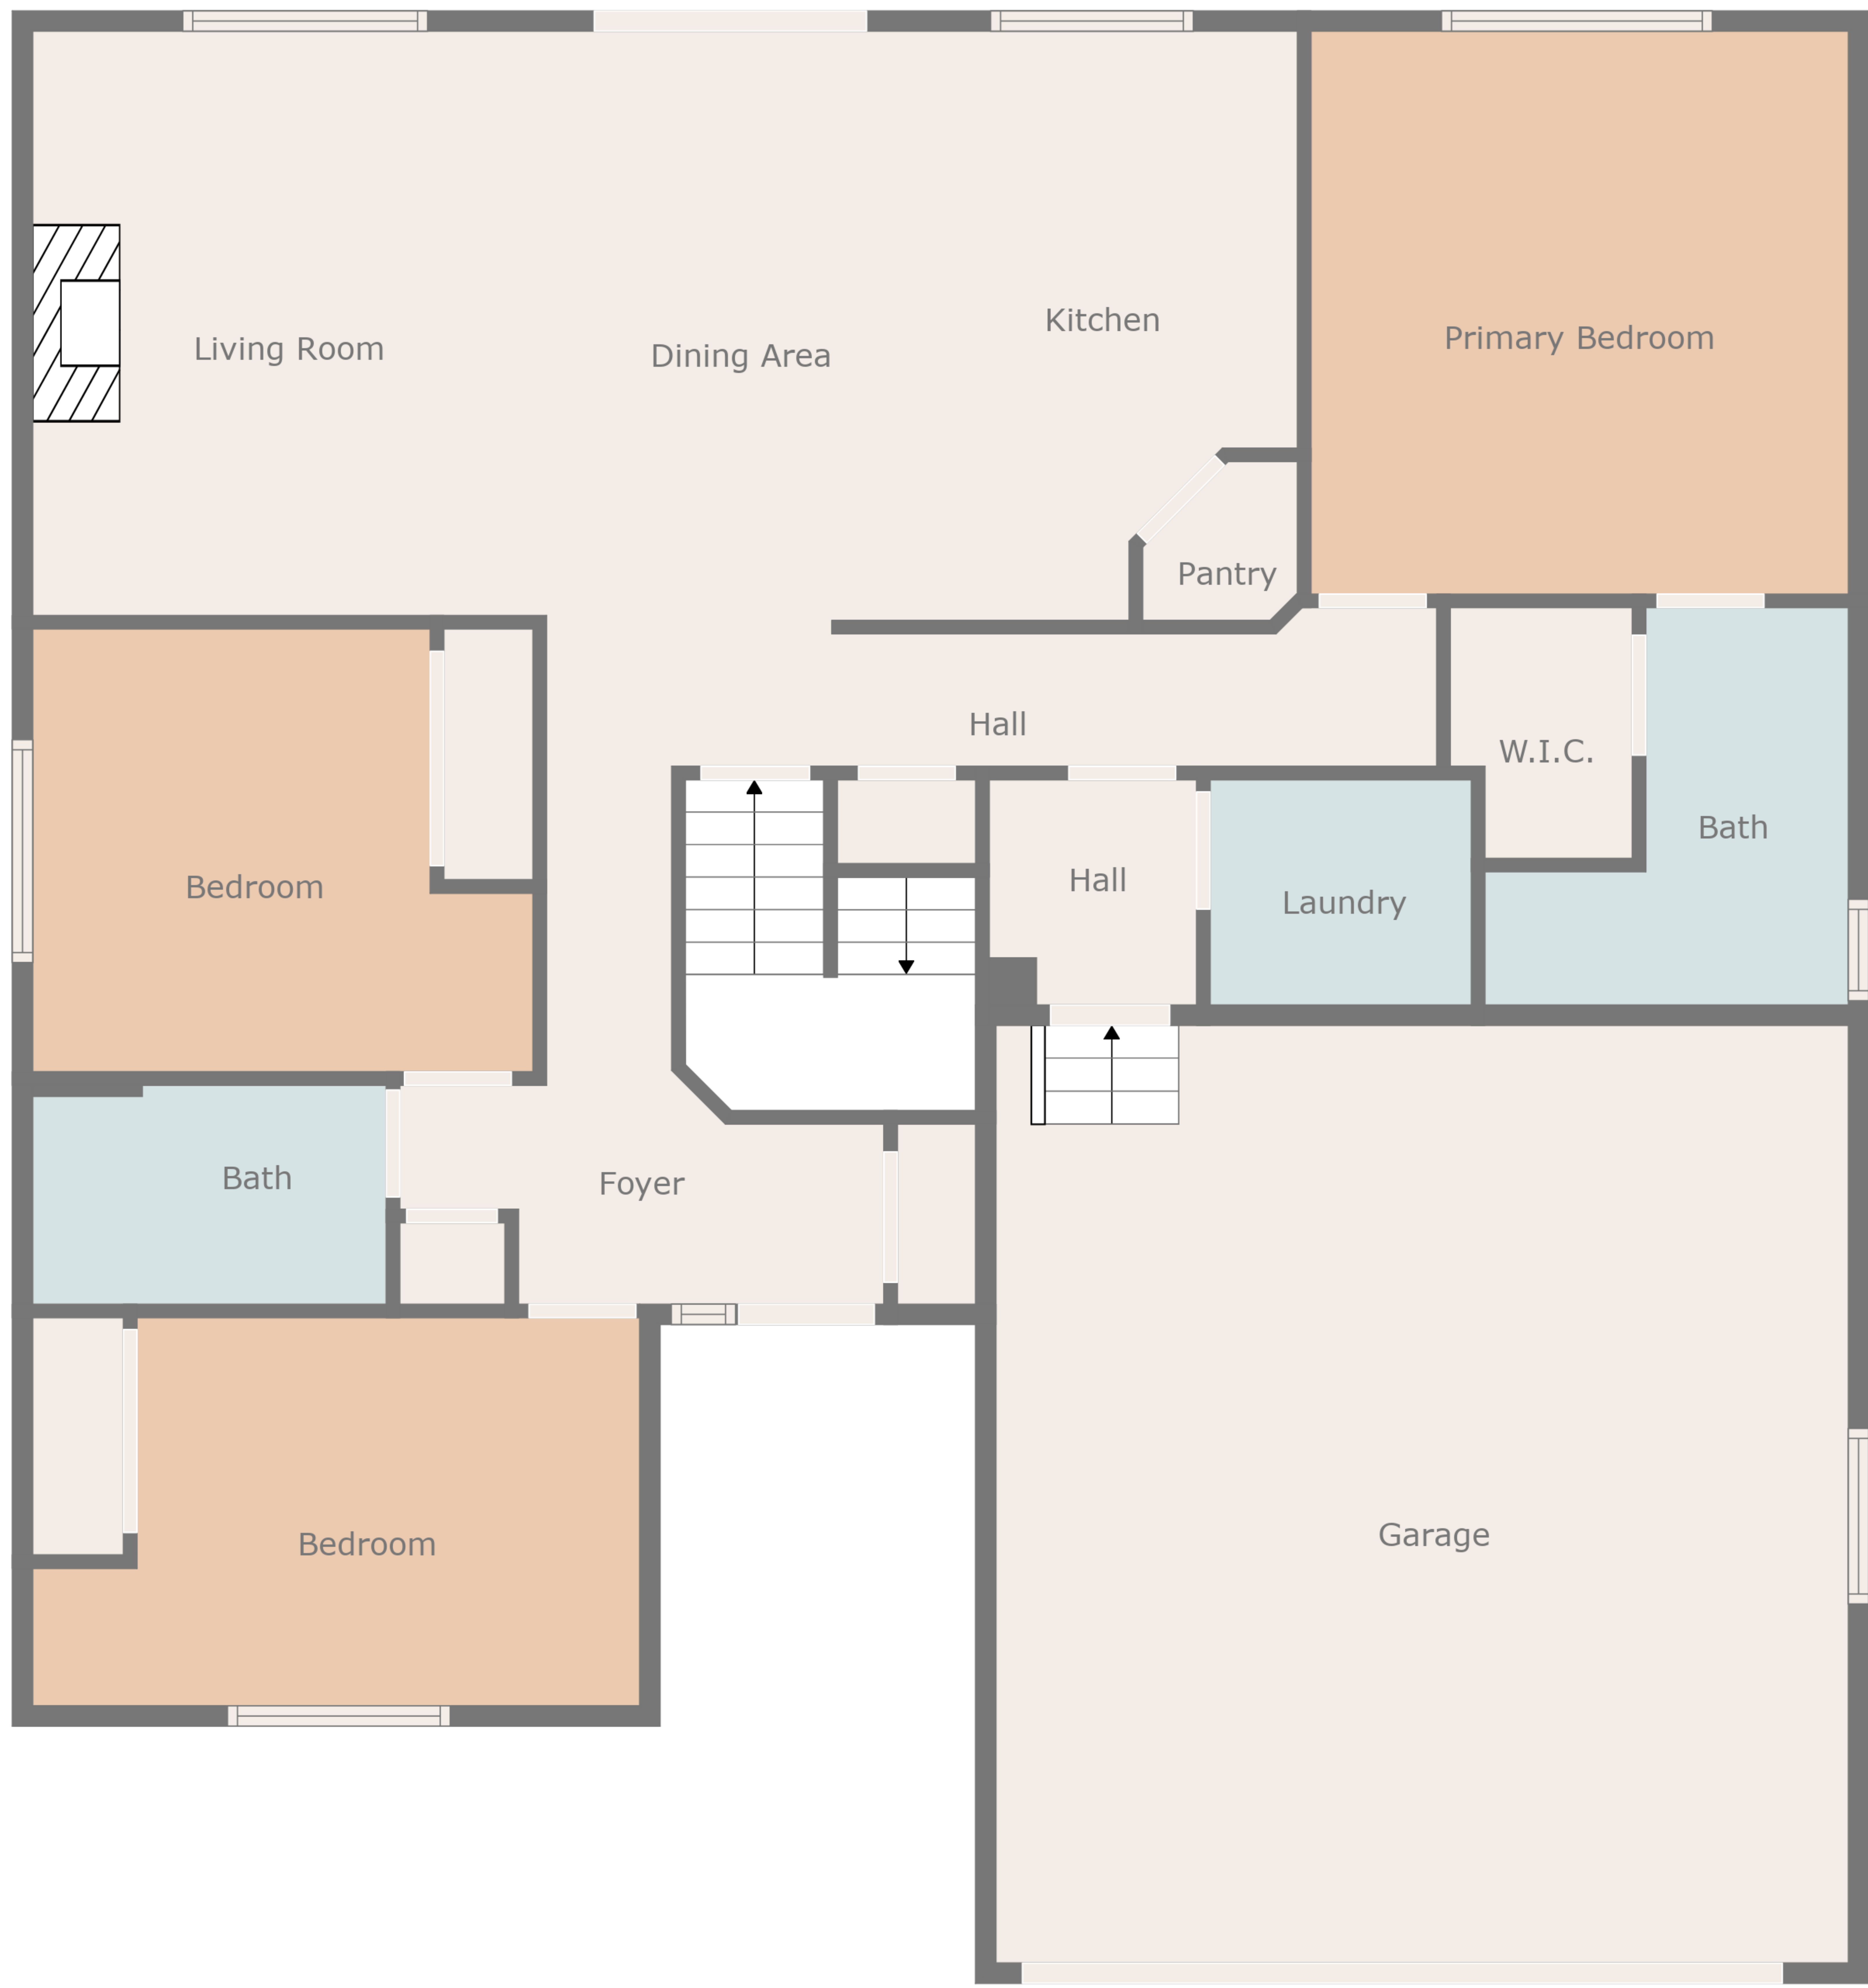 Living Room
Dining Area
Kitchen
Primary Bedroom
Pantry
Hall
W.I.C.
Bath
Bedroom
Hall
Laundry
Bath
Foyer
Bedroom
Garage